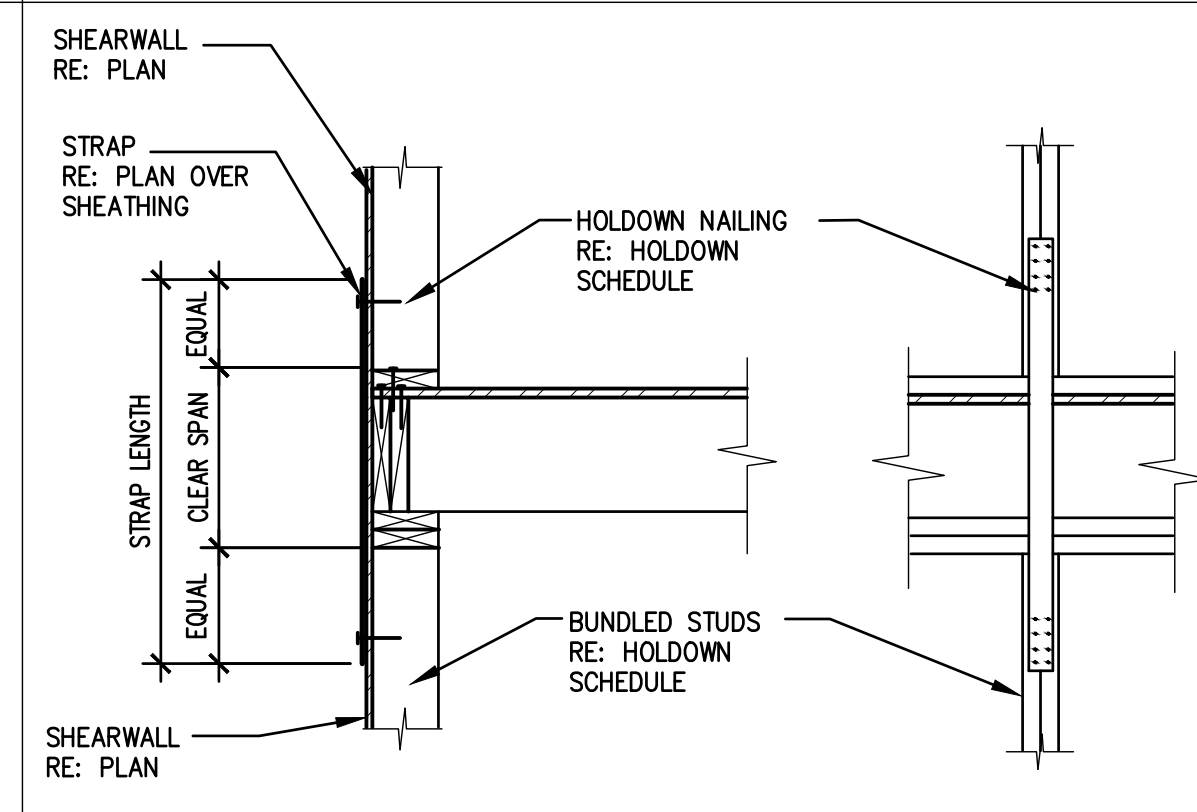 SHEARWALL
RE: PLAN
STRAP
RE: PLAN OVER
SHEATHING
HOLDOWN NAILING
RE: HOLDOWN
SCHEDULE
EQUAL
CLEAR SPAN
STRAP LENGTH
EQUAL
BUNDLED STUDS
RE: HOLDOWN
SCHEDULE
SHEARWALL
RE: PLAN